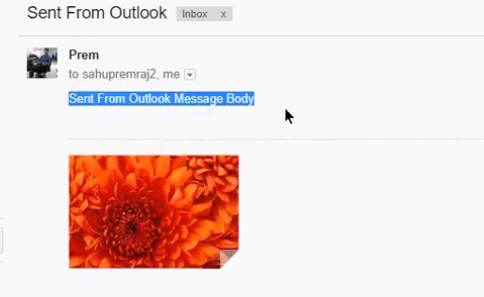 Sent From Outlook Inbox x
Prem
to sahupremraj2, me
Sent From Outlook Message Body